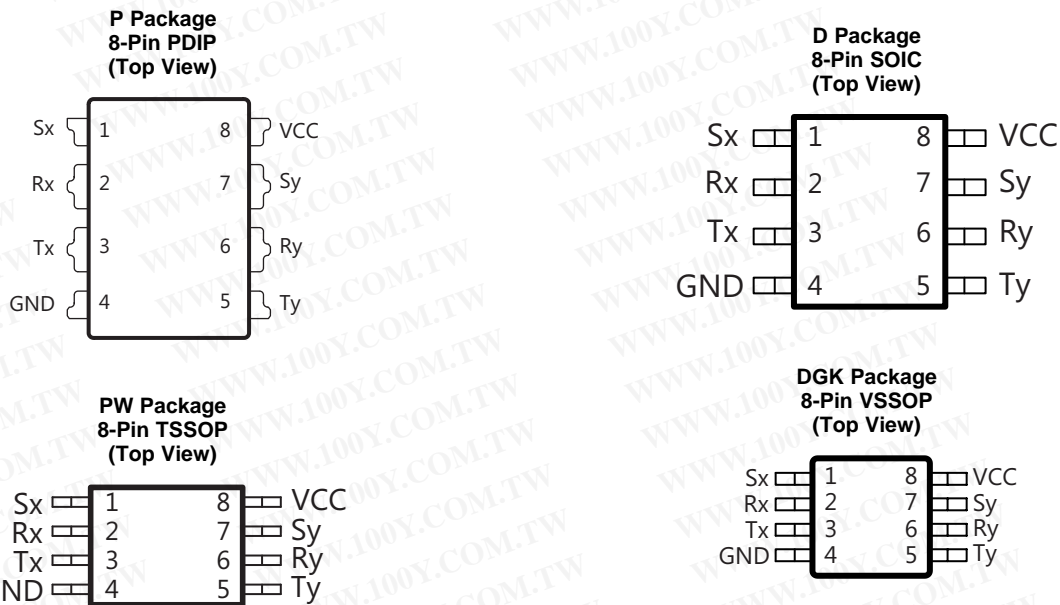 P Package
8-Pin PDIP
(Top View)
Sx 1 8 VCC
Rx 2 7 Sy
Tx 3 6 Ry
GND 4 5 Ty
D Package
8-Pin SOIC
(Top View)
Sx 1 8 VCC
Rx 2 7 Sy
Tx 3 6 Ry
GND 4 5 Ty
PW Package
8-Pin TSSOP
(Top View)
Sx 1 8 VCC
Rx 2 7 Sy
Tx 3 6 Ry
ND 4 5 Ty
DGK Package
8-Pin VSSOP
(Top View)
Sx 1 8 VCC
Rx 2 7 Sy
Tx 3 6 Ry
GND 4 5 Ty
WWW.100Y.COM.TW